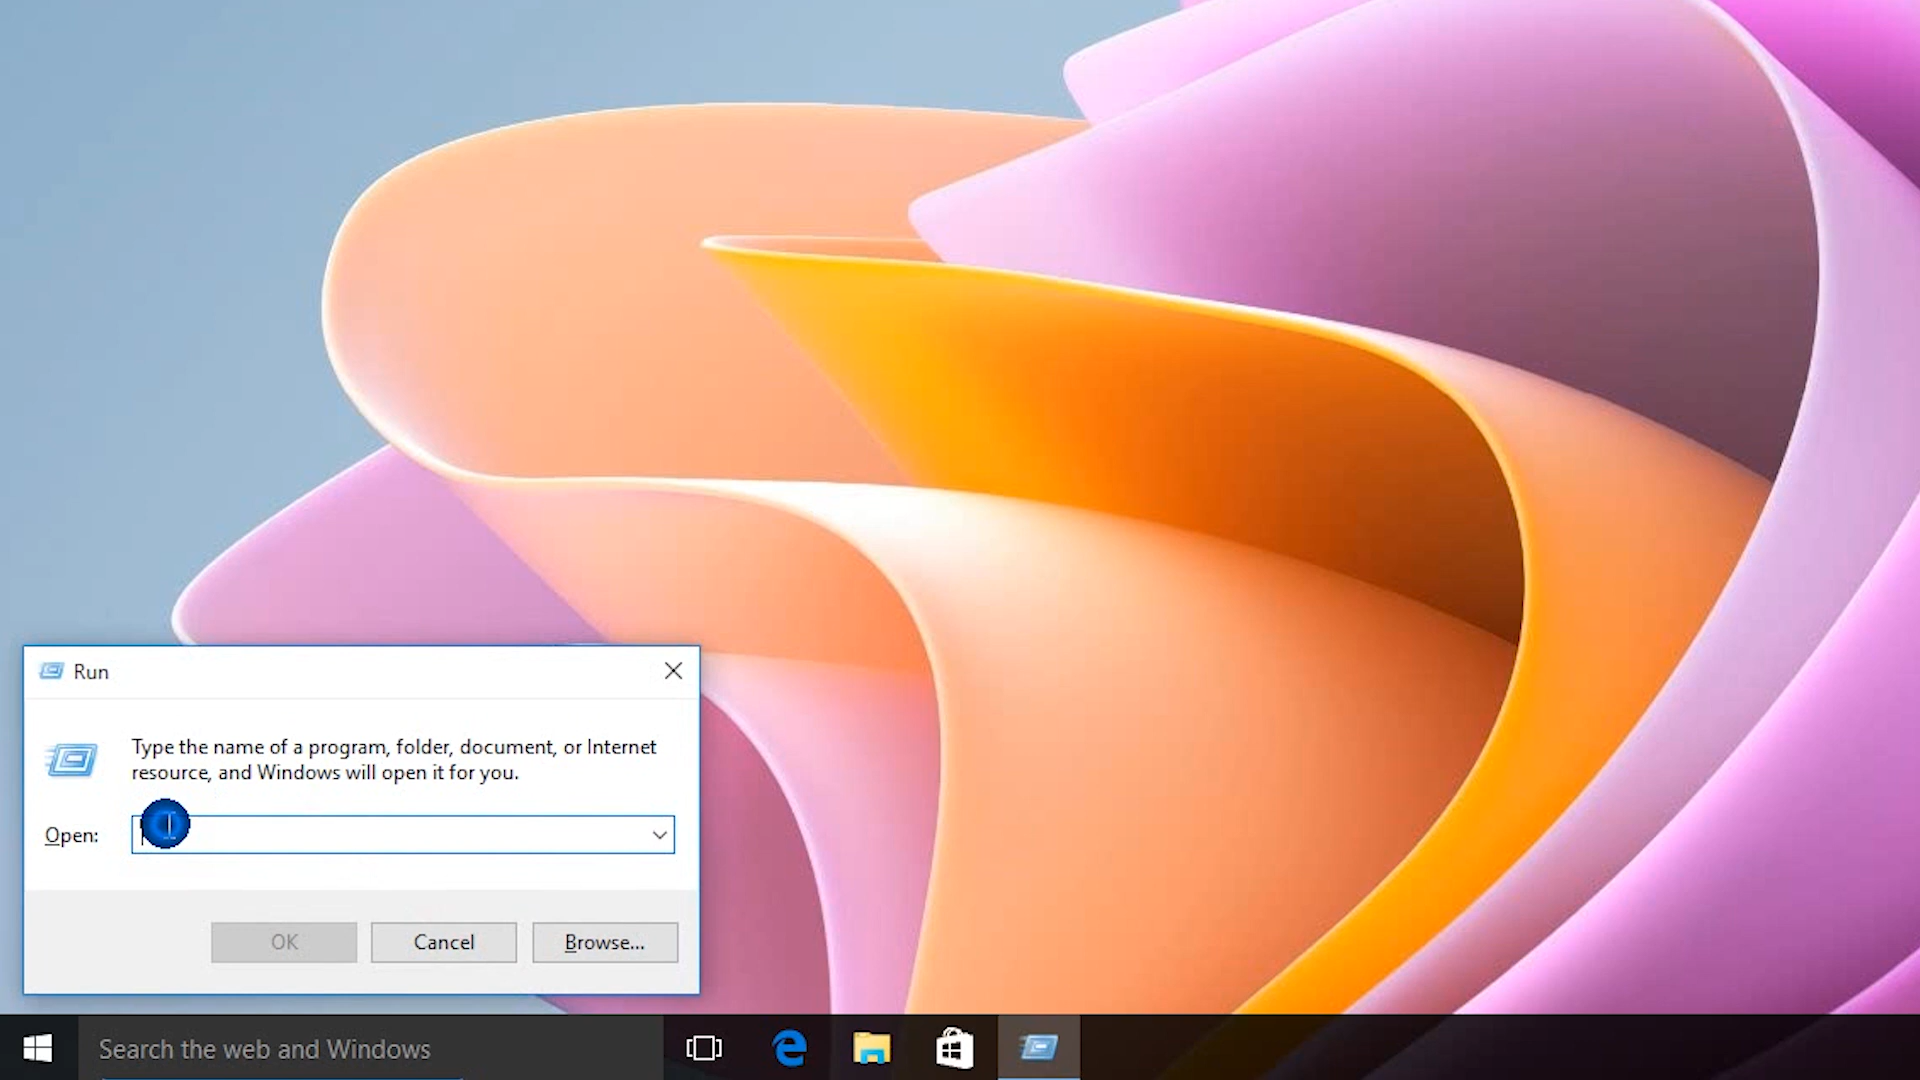 Run
Type the name of a program, folder, document, or Internet
resource, and Windows will open it for you.
Open:
OK
Cancel
Browse...
Search the web and Windows